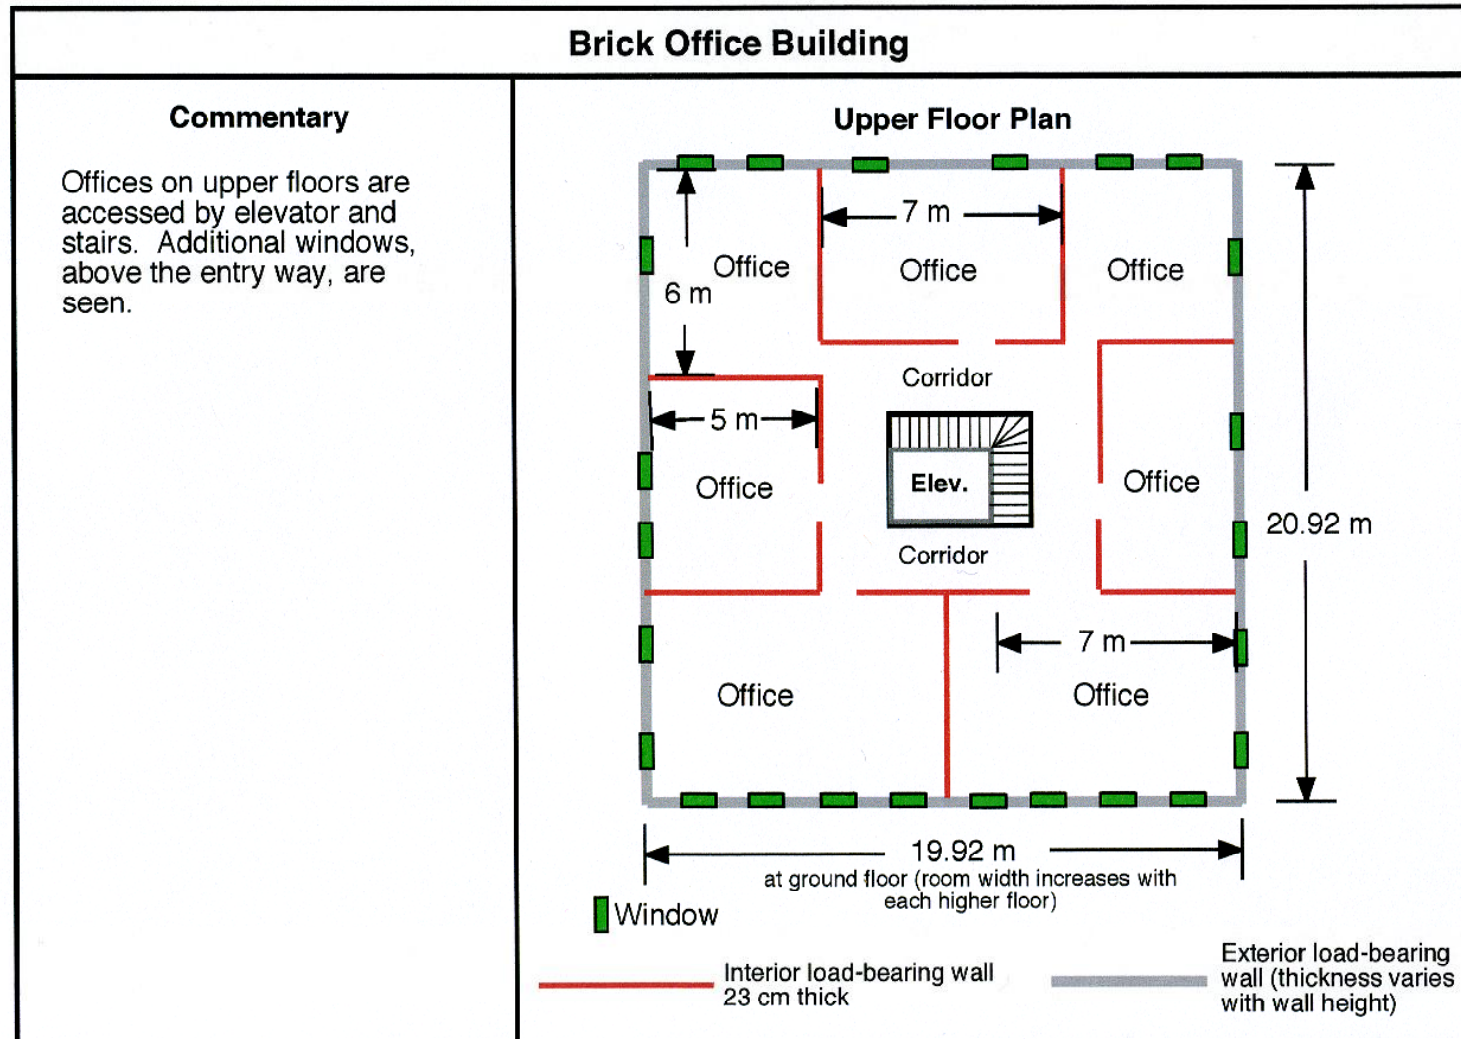 Brick Office Building
Commentary
Offices on upper floors are
accessed by elevator and
stairs. Additional windows,
above the entry way, are
seen.
Upper Floor Plan
7 m
Office
Office
Office
6 m
Corridor
5 m
Office
Elev.
Office
20.92 m
Corridor
7 m
Office
Office
19.92 m
at ground floor (room width increases with
each higher floor)
Window
Interior load-bearing wall
23 cm thick
Exterior load-bearing
wall (thickness varies
with wall height)